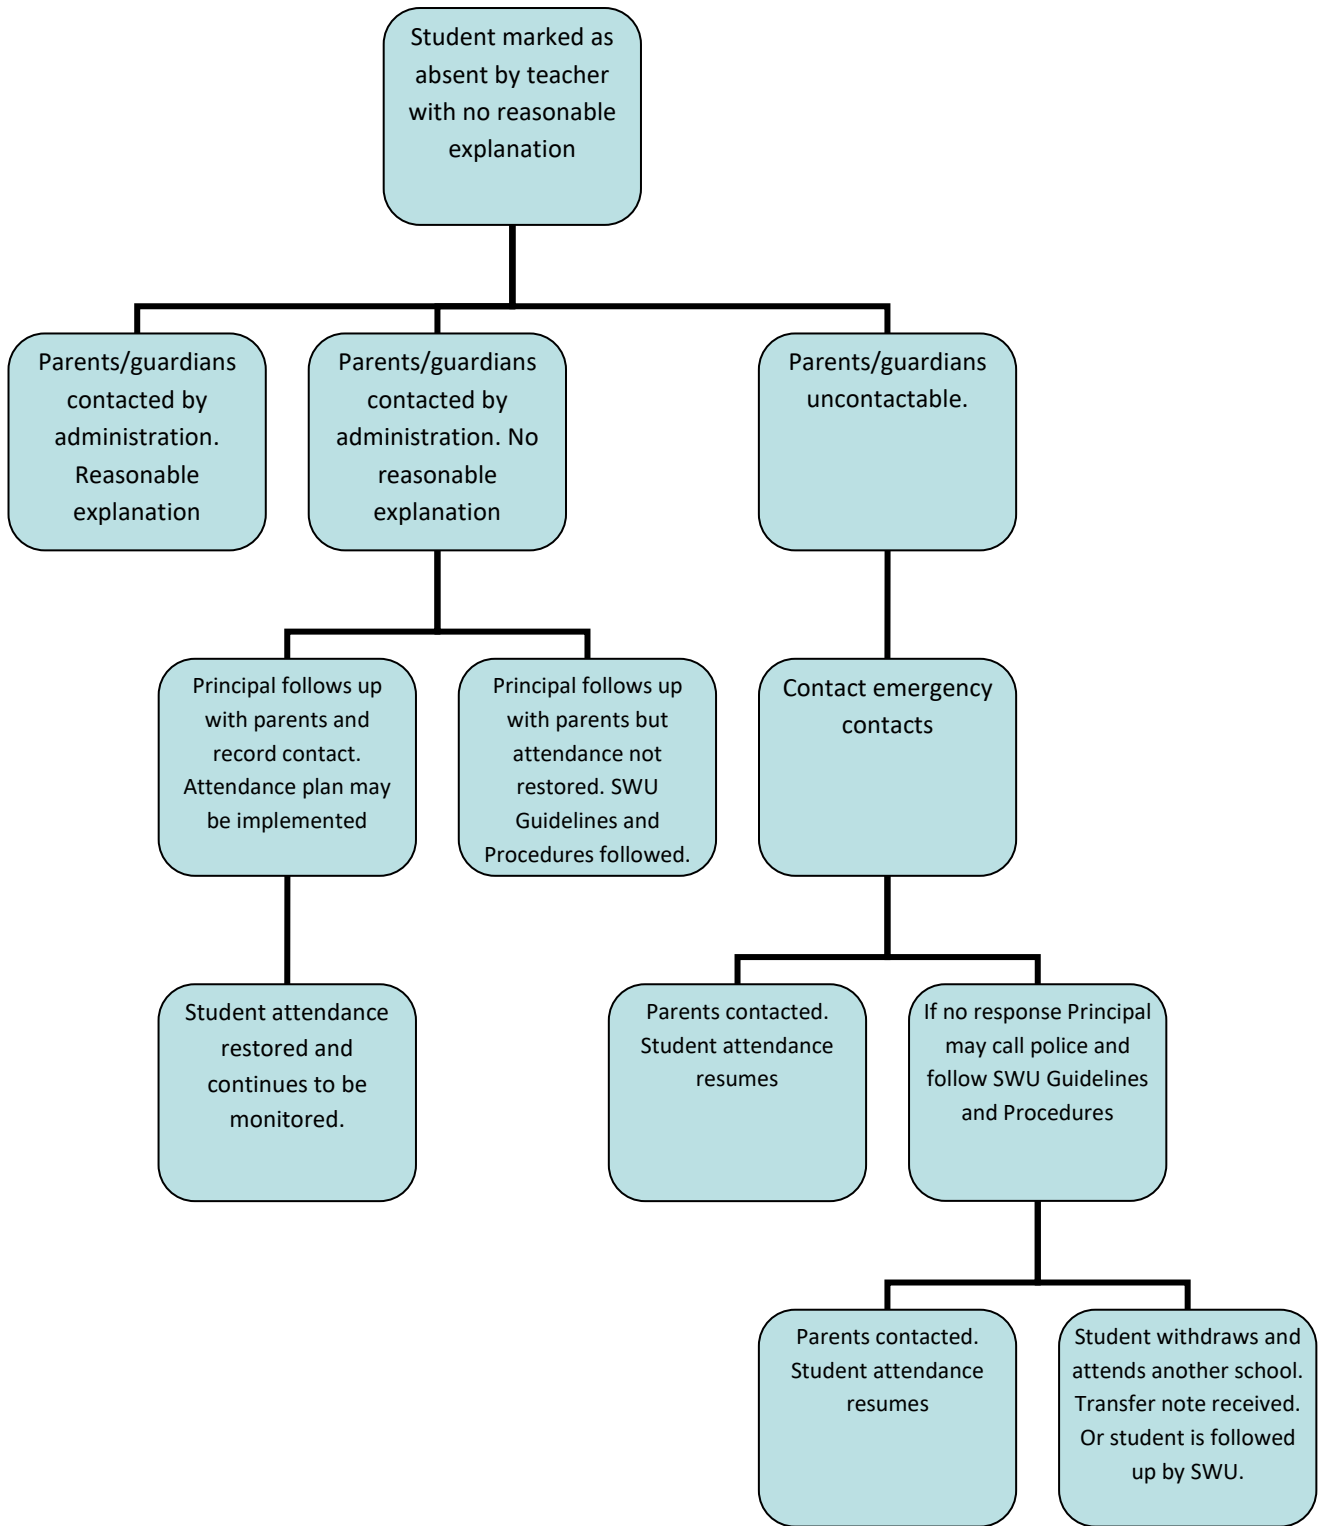 Student marked as
absent by teacher
with no reasonable
explanation
Parents/guardians
contacted by
administration.
Reasonable
explanation
Parents/guardians
contacted by
administration. No
reasonable
explanation
Parents/guardians
uncontactable.
Principal follows up
with parents and
record contact.
Attendance plan may
be implemented
Principal follows up
with parents but
attendance not
restored. SWU
Guidelines and
Procedures followed.
Contact emergency
contacts
Student attendance
restored and
continues to be
monitored.
Parents contacted.
Student attendance
resumes
If no response Principal
may call police and
follow SWU Guidelines
and Procedures
Parents contacted.
Student attendance
resumes
Student withdraws and
attends another school.
Transfer note received.
Or student is followed
up by SWU.